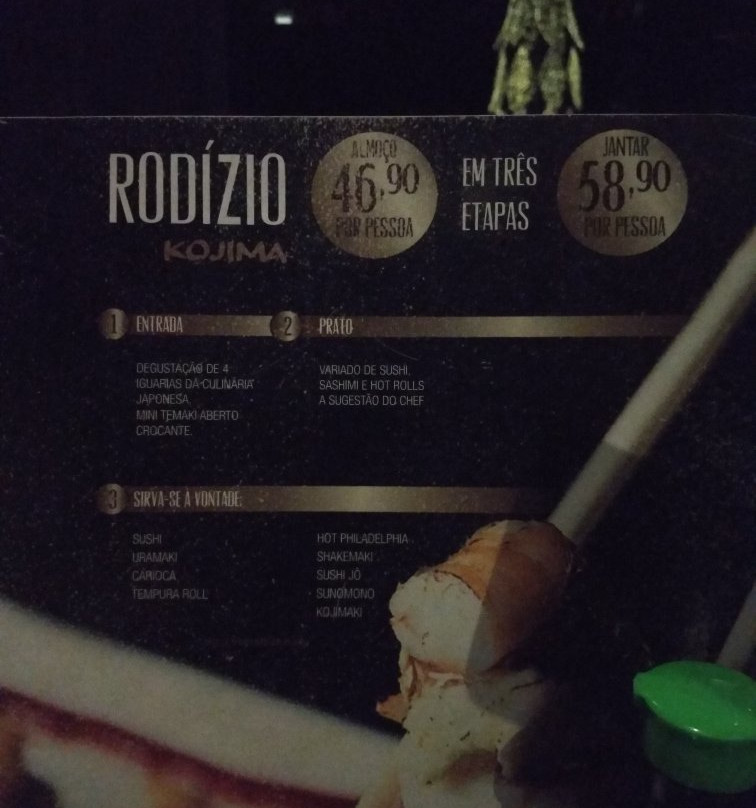 RODÍZIO
KOJIMA
ALMOÇO
46,90
POR PESSOA
EM TRÊS
ETAPAS
JANTAR
58,90
POR PESSOA
1 ENTRADA
DEGUSTAÇÃO DE 4
IGUARIAS DA CULINÁRIA
JAPONESA.
MINI TEMAKI ABERTO
CROCANTE.
2 PRATO
VARIADO DE SUSHI,
SASHIMI E HOT ROLLS
A SUGESTÃO DO CHEF
3 SIRVA-SE À VONTADE:
SUSHI
URAMAKI
CARIOCA
TEMPURA ROLL
HOT PHILADELPHIA
SHAKEMAKI
SUSHI JÔ
SUNOMONO
KOJIMAKI